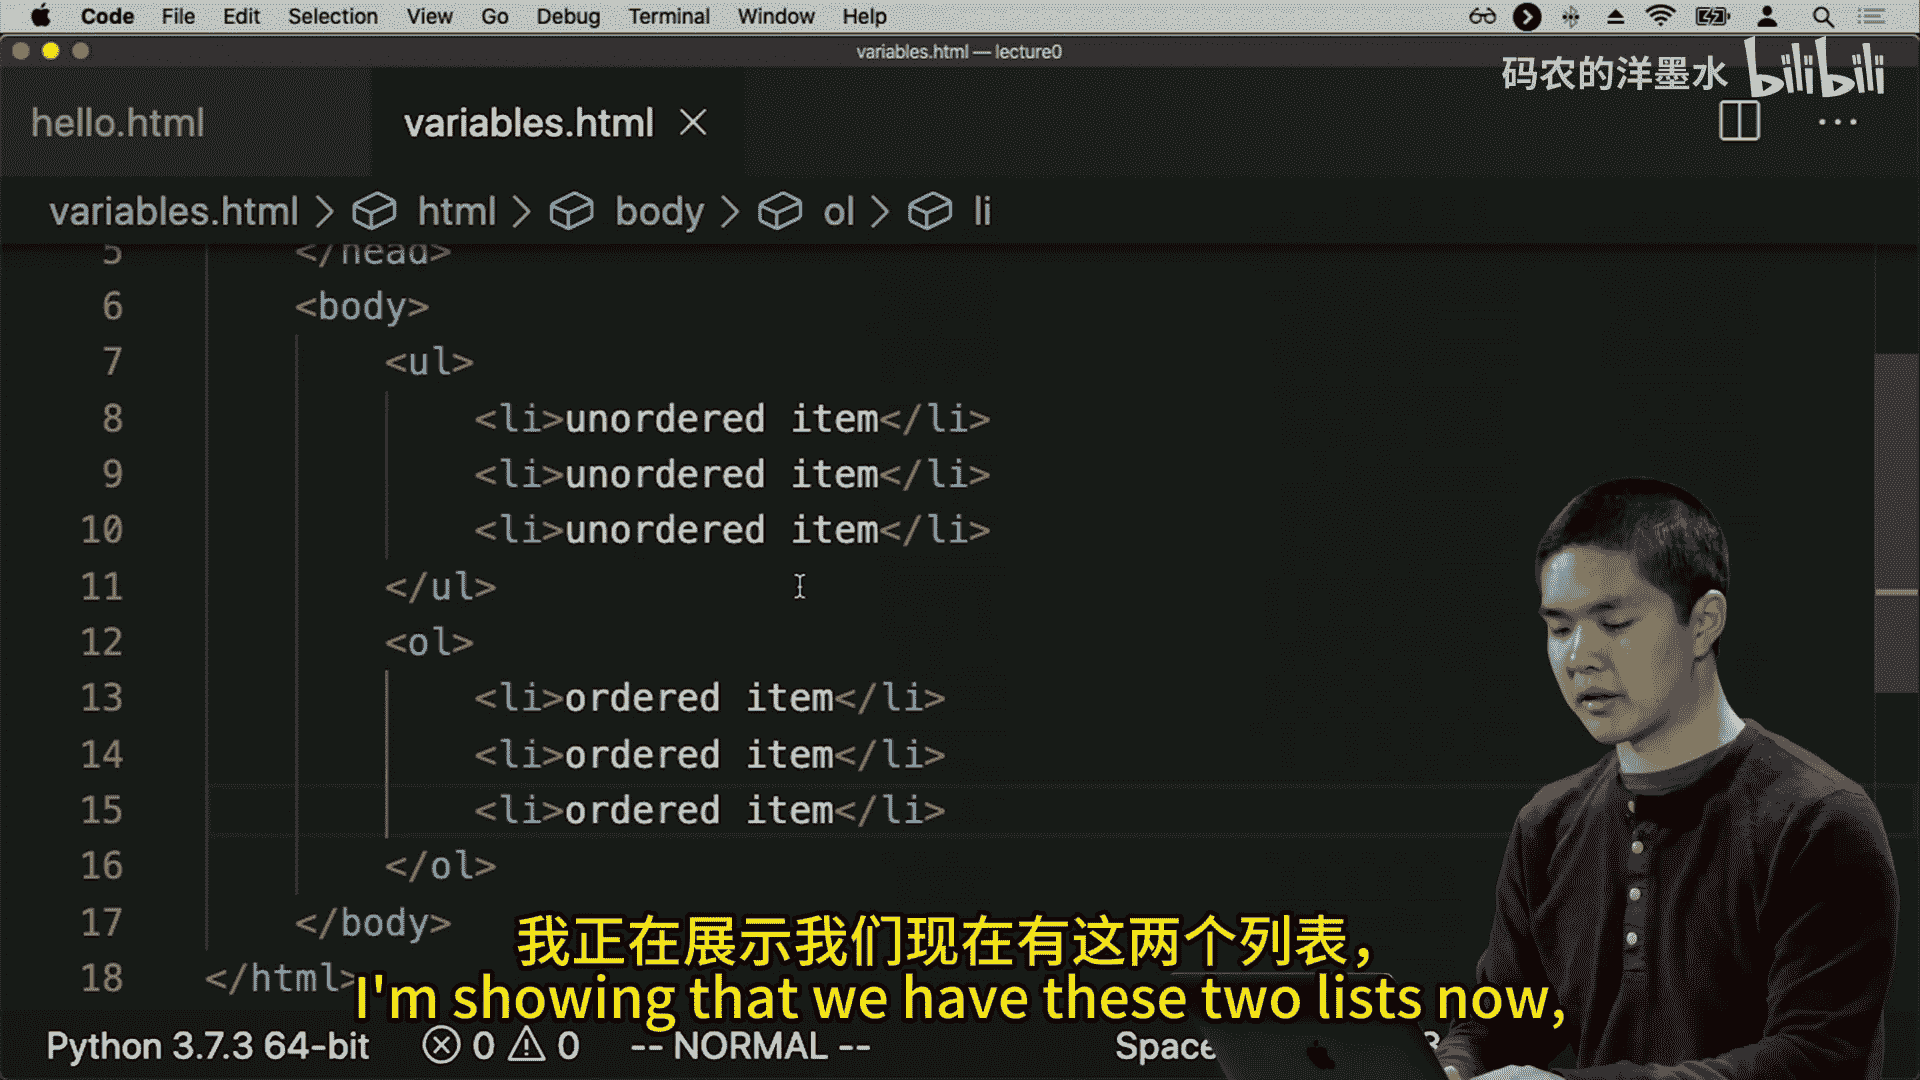 Code File Edit Selection View Go Debug Terminal Window Help
variables.html — lecture0
码农的洋墨水 bilibili
hello.html variables.html
variables.html > html > body > ol > li
5 </head>
6 <body>
7 <ul>
8 <li>unordered item</li>
9 <li>unordered item</li>
10 <li>unordered item</li>
11 </ul>
12 <ol>
13 <li>ordered item</li>
14 <li>ordered item</li>
15 <li>ordered item</li>
16 </ol>
17 </body>
18 </html>
我正在展示我们现在有这两个列表，
I'm showing that we have these two lists now,
Python 3.7.3 64-bit 0 0 -- NORMAL --